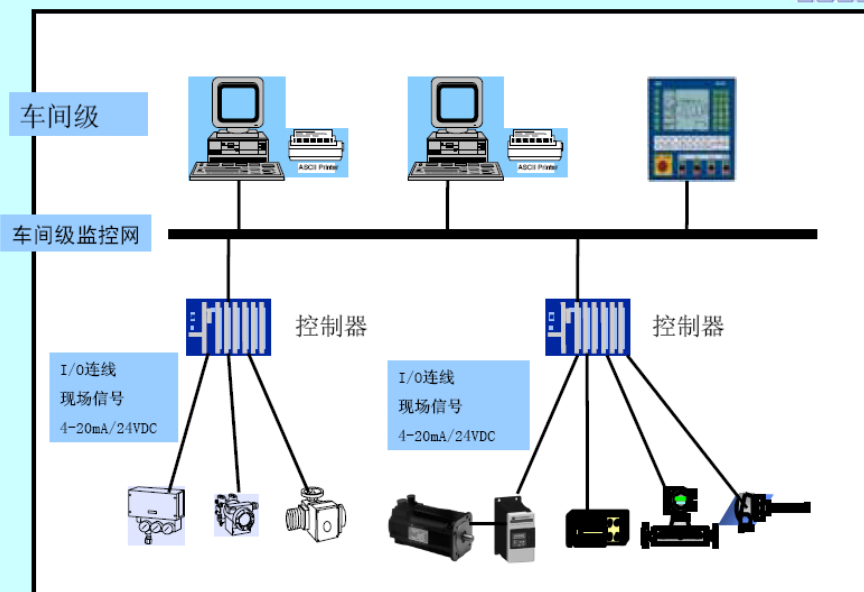 车间级
ASCII Printer
ASCII Printer
车间级监控网
控制器
控制器
I/O连线
现场信号
4-20mA/24VDC
I/O连线
现场信号
4-20mA/24VDC